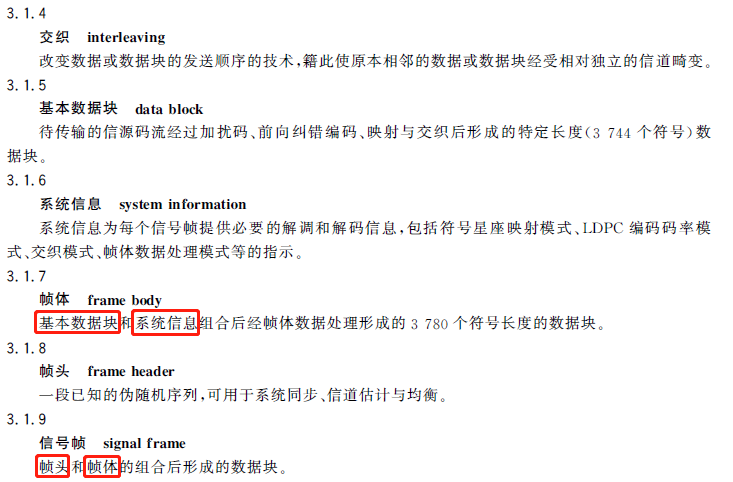 3.1.4
交织 interleaving
改变数据或数据块的发送顺序的技术,籍此使原本相邻的数据或数据块经受相对独立的信道畸变。
3.1.5
基本数据块 data block
待传输的信源码流经过加扰码、前向纠错编码、映射与交织后形成的特定长度(3 744 个符号)数
据块。
3.1.6
系统信息 system information
系统信息为每个信号帧提供必要的解调和解码信息,包括符号星座映射模式、LDPC 编码码率模
式、交织模式、帧体数据处理模式等的指示。
3.1.7
帧体 frame body
基本数据块和系统信息组合后经帧体数据处理形成的 3 780 个符号长度的数据块。
3.1.8
帧头 frame header
一段已知的伪随机序列,可用于系统同步、信道估计与均衡。
3.1.9
信号帧 signal frame
帧头和帧体的组合后形成的数据块。